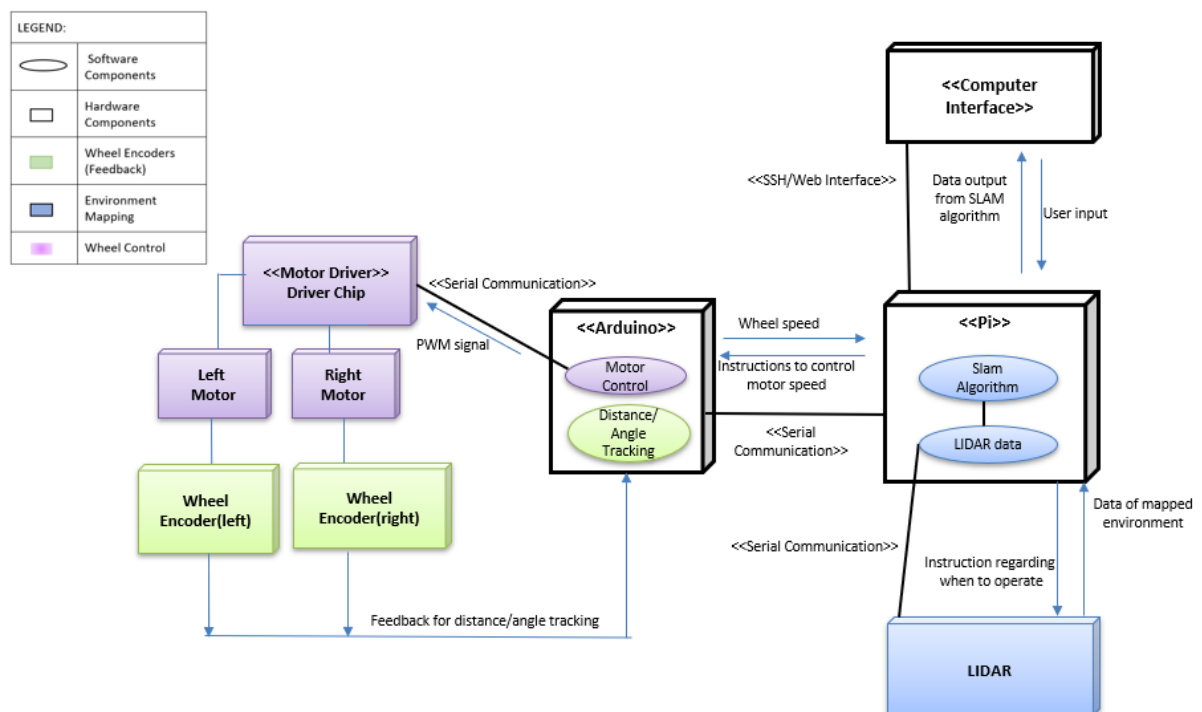 LEGEND:
Software
Components
Hardware
Components
Wheel Encoders
(Feedback)
Environment
Mapping
Wheel Control
<<Computer
Interface>>
<<SSH/Web Interface>>
Data output
from SLAM
algorithm
User input
<<Motor Driver>>
Driver Chip
<<Serial Communication>>
PWM signal
Left
Motor
Right
Motor
Wheel
Encoder(left)
Wheel
Encoder(right)
Feedback for distance/angle tracking
<<Arduino>>
Motor
Control
Distance/
Angle
Tracking
Wheel speed
Instructions to control
motor speed
<<Serial
Communication>>
<<Pi>>
Slam
Algorithm
LIDAR data
<<Serial Communication>>
Instruction regarding
when to operate
Data of mapped
environment
LIDAR